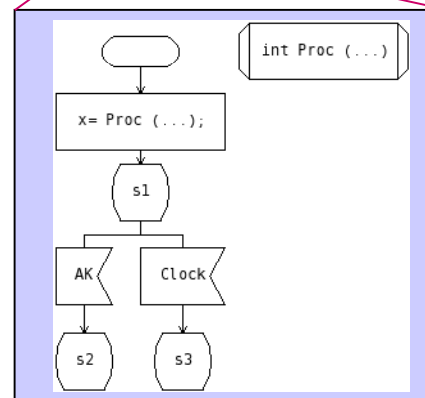 int Proc (...)
x= Proc (...);
s1
AK
Clock
s2
s3